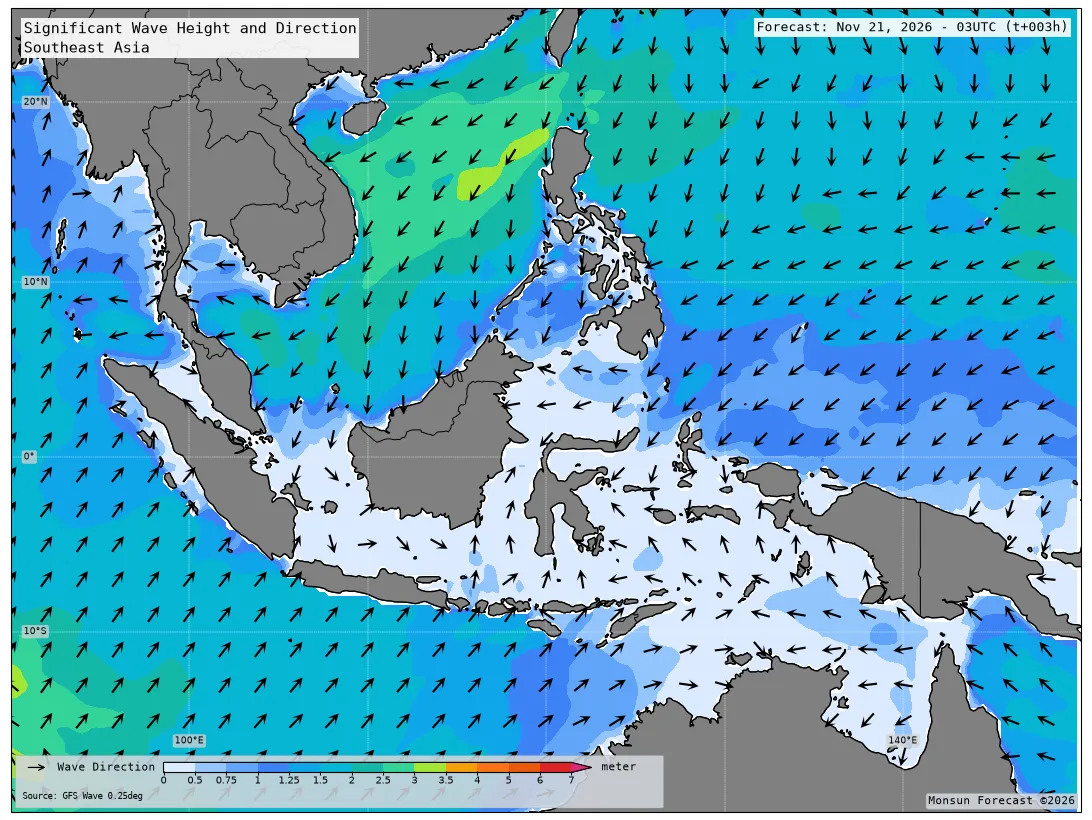 Significant Wave Height and Direction
Southeast Asia
Forecast: Nov 21, 2026 - 03UTC (t+003h)
20°N
10°N
0°
10°S
100°E
140°E
Wave Direction
0 0.5 0.75 1 1.25 1.5 2 2.5 3 3.5 4 5 6 7
meter
Source: GFS Wave 0.25deg
Monsun Forecast ©2026